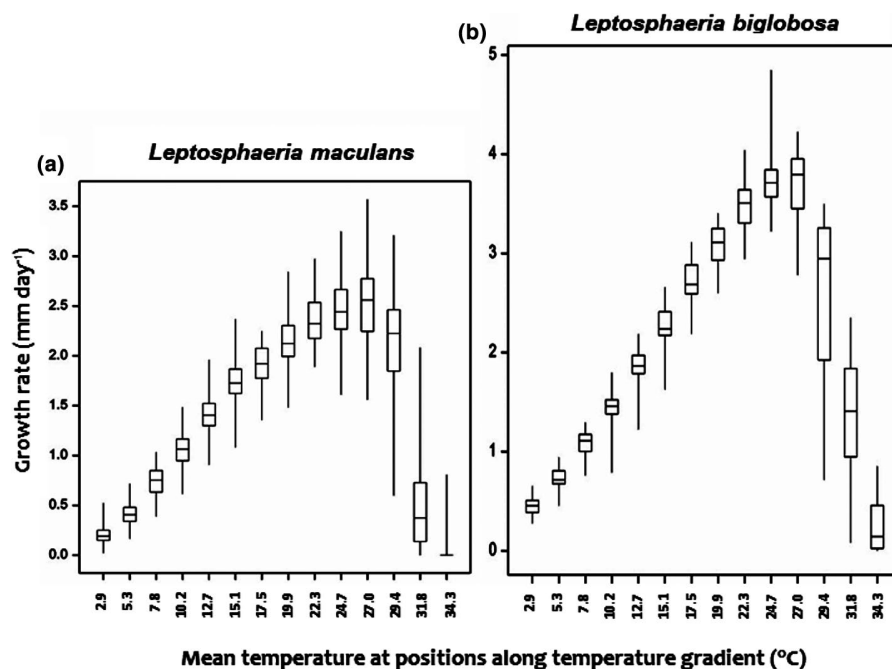 (a)
Leptosphaeria maculans
Growth rate (mm day⁻¹)
3.5
3.0
2.5
2.0
1.5
1.0
0.5
0.0
2.9 5.3 7.8 10.2 12.7 15.1 17.5 19.9 22.3 24.7 27.0 29.4 31.8 34.3
(b)
Leptosphaeria biglobosa
5
4
3
2
1
0
2.9 5.3 7.8 10.2 12.7 15.1 17.5 19.9 22.3 24.7 27.0 29.4 31.8 34.3
Mean temperature at positions along temperature gradient (ºC)